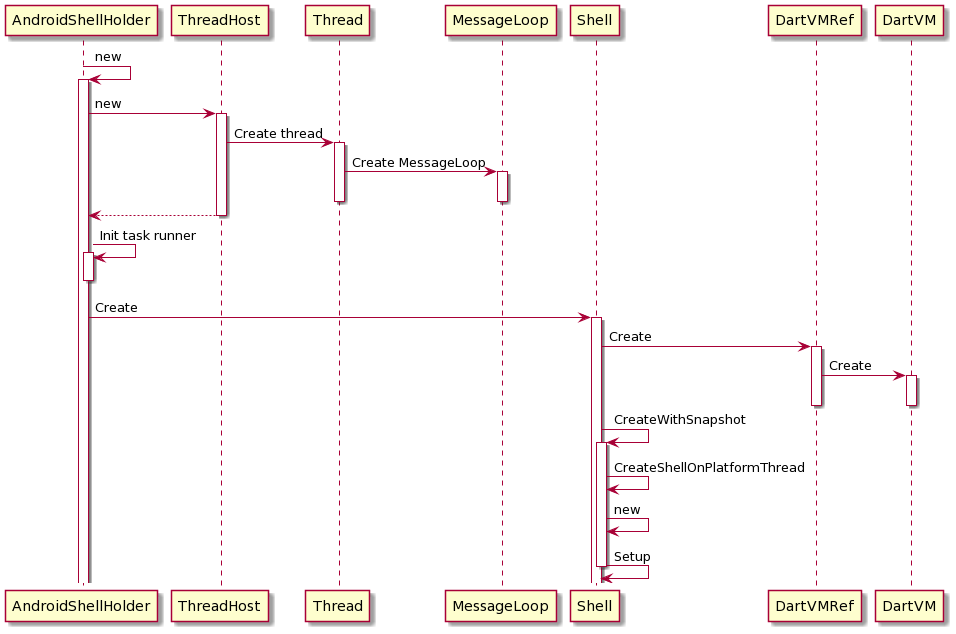 AndroidShellHolder ThreadHost Thread MessageLoop Shell DartVMRef DartVM
new
new
Create thread
Create MessageLoop
Init task runner
Create
Create
Create
CreateWithSnapshot
CreateShellOnPlatformThread
new
Setup
AndroidShellHolder ThreadHost Thread MessageLoop Shell DartVMRef DartVM